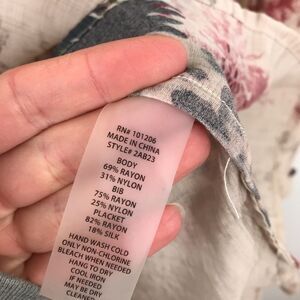 RN# 101206
MADE IN CHINA
STYLE# 2AB23
BODY
69% RAYON
31% NYLON
BIB
75% RAYON
25% NYLON
PLACKET
82% RAYON
18% SILK
HAND WASH COLD
ONLY NON-CHLORINE
BLEACH WHEN NEEDED
HANG TO DRY
COOL IRON
IF NEEDED
MAY BE DRY
CLEANED